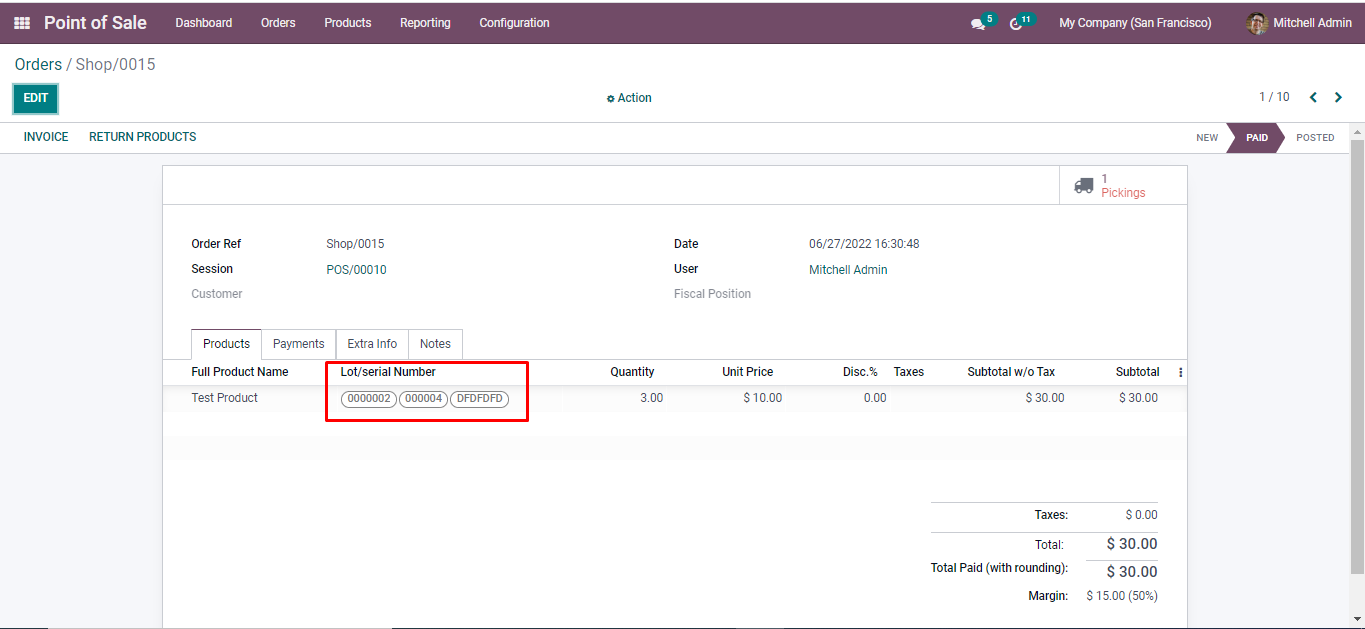 Point of Sale Dashboard Orders Products Reporting Configuration 5 11 My Company (San Francisco) Mitchell Admin
Orders / Shop/0015
EDIT Action 1 / 10
INVOICE RETURN PRODUCTS NEW PAID POSTED
1
Pickings
Order Ref Shop/0015 Date 06/27/2022 16:30:48
Session POS/00010 User Mitchell Admin
Customer Fiscal Position
Products Payments Extra Info Notes
Full Product Name Lot/serial Number Quantity Unit Price Disc.% Taxes Subtotal w/o Tax Subtotal
Test Product 0000002 000004 DFDFDFD 3.00 $ 10.00 0.00 $ 30.00 $ 30.00
Taxes: $ 0.00
Total: $ 30.00
Total Paid (with rounding): $ 30.00
Margin: $ 15.00 (50%)